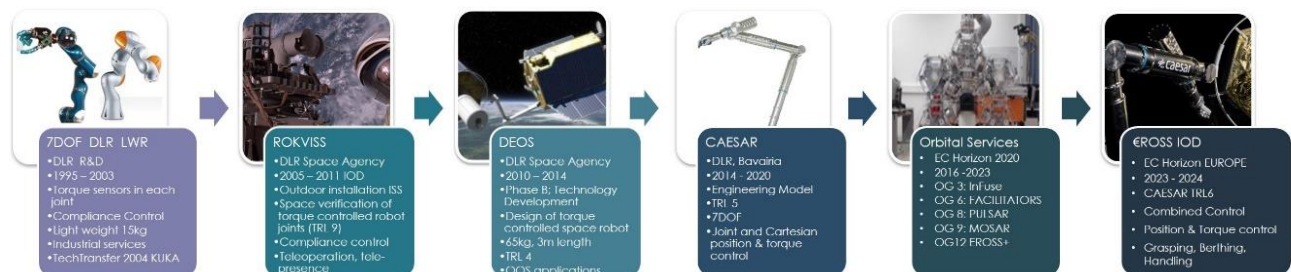 7DOF DLR LWR
•DLR R&D
•1995 – 2003
•Torque sensors in each
joint
•Compliance Control
•Light weight 15kg
•Industrial services
•TechTransfer 2004 KUKA
ROKVISS
•DLR Space Agency
•2005 – 2011 IOD
•Outdoor installation ISS
•Space verification of
torque controlled robot
joints (TRL 9)
•Compliance control
•Teleoperation, tele-
presence
DEOS
•DLR Space Agency
•2010 – 2014
•Phase B; Technology
Development
•Design of torque
controlled space robot
•65kg, 3m length
•TRL 4
•OOS applications
CAESAR
•DLR, Bavairia
•2014 - 2020
•Engineering Model
•TRL 5
•7DOF
•Joint and Cartesian
position & torque
control
Orbital Services
• EC Horizon 2020
• 2016 -2023
• OG 3: InFuse
• OG 6: FACILITATORS
• OG 8: PULSAR
• OG 9: MOSAR
• OG12 EROSS+
caesar
€ROSS IOD
• EC Horizon EUROPE
• 2023 - 2024
• CAESAR TRL6
• Combined Control
• Position & Torque control
• Grasping, Berthing,
Handling